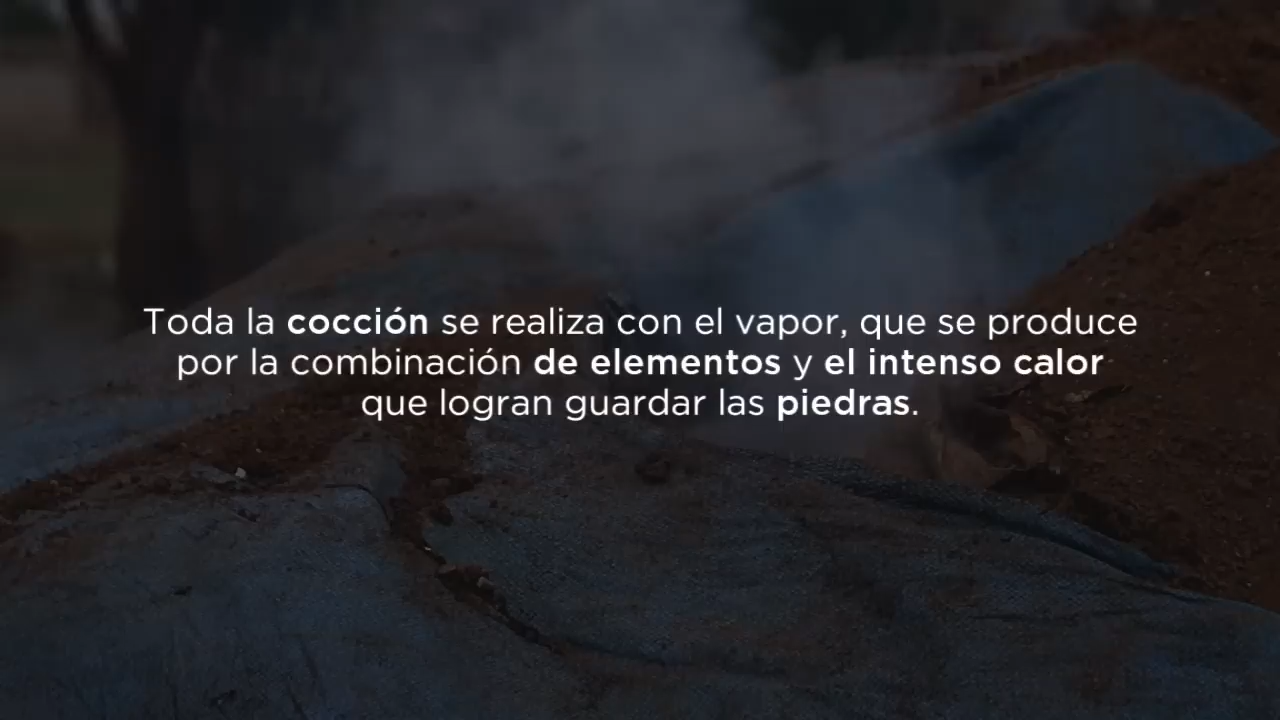 Toda la cocción se realiza con el vapor, que se produce
por la combinación de elementos y el intenso calor
que logran guardar las piedras.